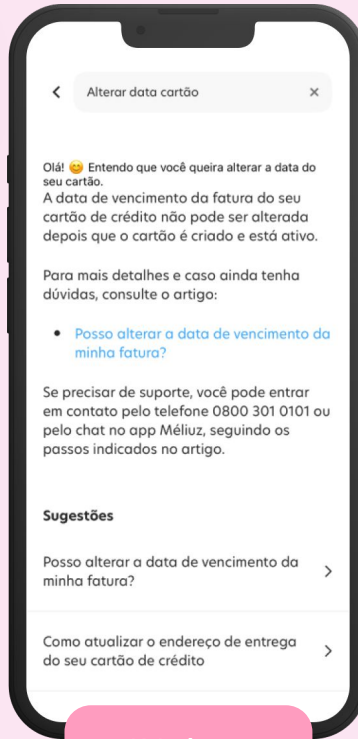 Alterar data cartão
Olá! 😊 Entendo que você queira alterar a data do
seu cartão.
A data de vencimento da fatura do seu
cartão de crédito não pode ser alterada
depois que o cartão é criado e está ativo.
Para mais detalhes e caso ainda tenha
dúvidas, consulte o artigo:
• Posso alterar a data de vencimento da
minha fatura?
Se precisar de suporte, você pode entrar
em contato pelo telefone 0800 301 0101 ou
pelo chat no app Méliuz, seguindo os
passos indicados no artigo.
Sugestões
Posso alterar a data de vencimento da
minha fatura?
Como atualizar o endereço de entrega
do seu cartão de crédito